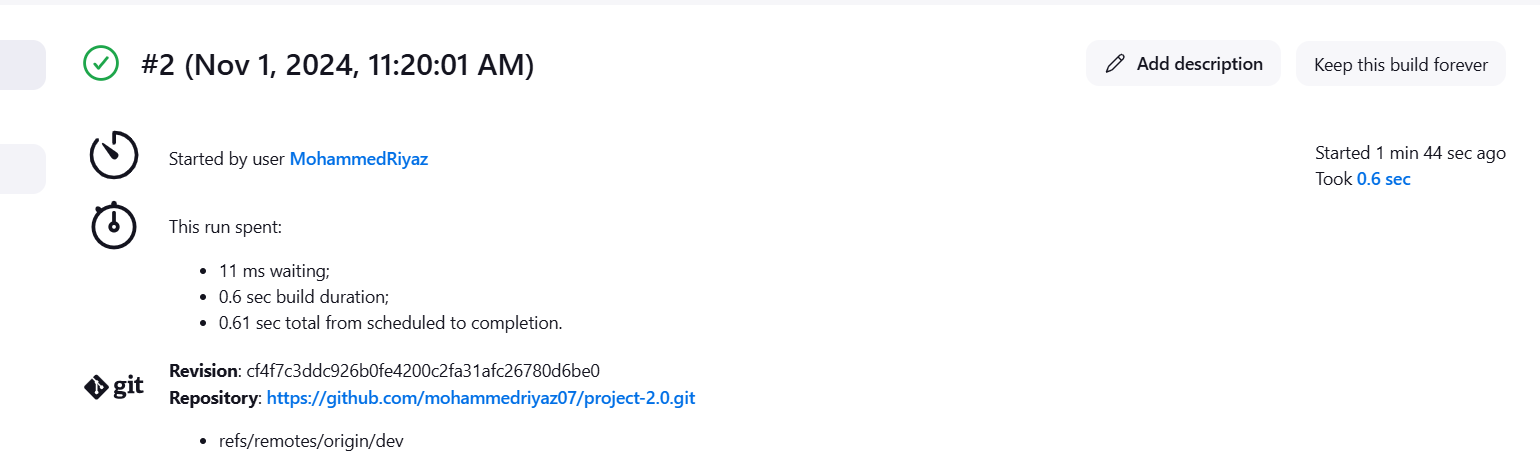 #2 (Nov 1, 2024, 11:20:01 AM)
Add description
Keep this build forever
Started by user MohammedRiyaz
Started 1 min 44 sec ago
Took 0.6 sec
This run spent:
• 11 ms waiting;
• 0.6 sec build duration;
• 0.61 sec total from scheduled to completion.
git
Revision: cf4f7c3ddc926b0fe4200c2fa31afc26780d6be0
Repository: https://github.com/mohammedriyaz07/project-2.0.git
• refs/remotes/origin/dev